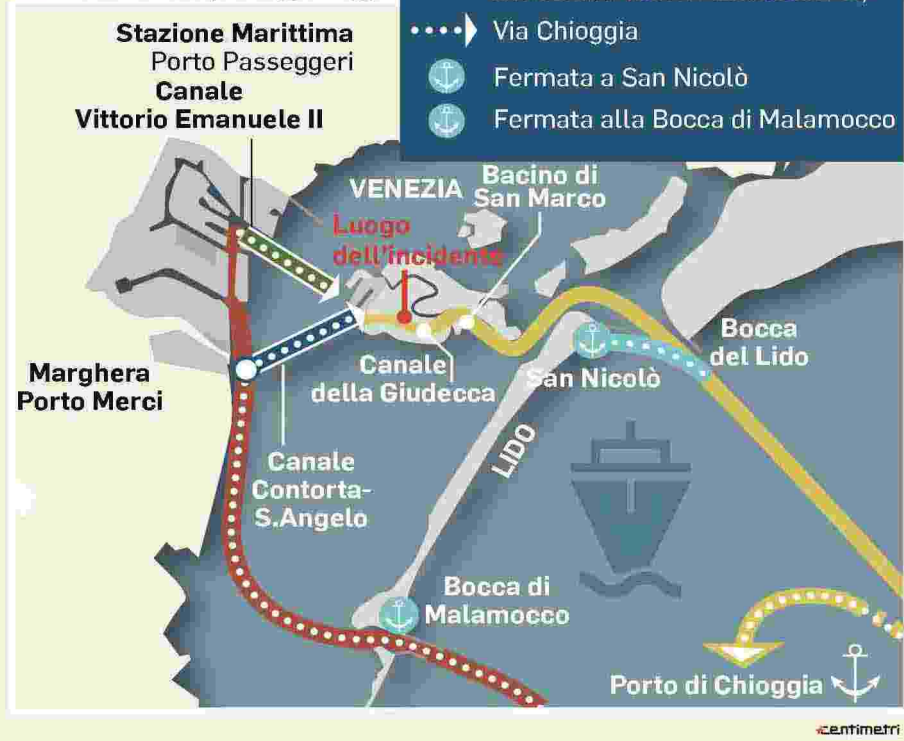 Via Chioggia
Fermata a San Nicolò
Fermata alla Bocca di Malamocco
Stazione Marittima
Porto Passeggeri
Canale
Vittorio Emanuele II
VENEZIA
Bacino di
San Marco
Luogo
dell'incidente
Bocca
del Lido
Marghera
Porto Merci
Canale
della Giudecca
San Nicolò
LIDO
Canale
Contorta-
S.Angelo
Bocca di
Malamocco
Porto di Chioggia
centimetri